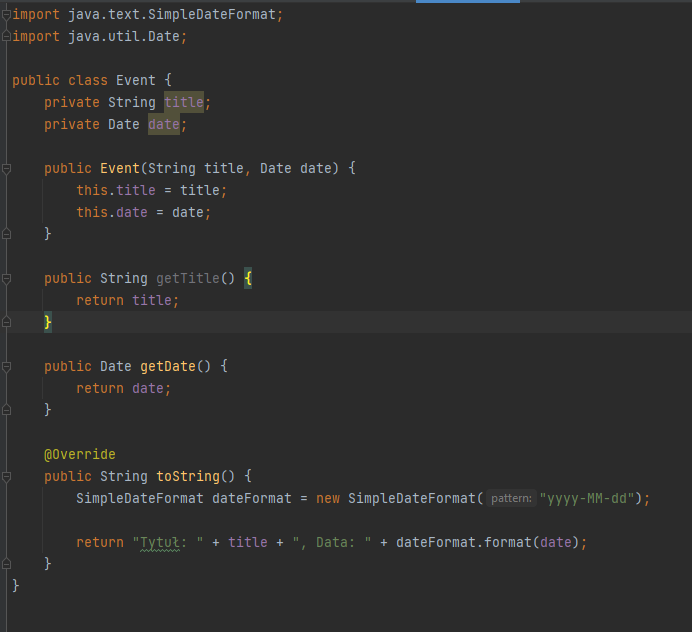 import java.text.SimpleDateFormat;
import java.util.Date;

public class Event {
    private String title;
    private Date date;

    public Event(String title, Date date) {
        this.title = title;
        this.date = date;
    }

    public String getTitle() {
        return title;
    }

    public Date getDate() {
        return date;
    }

    @Override
    public String toString() {
        SimpleDateFormat dateFormat = new SimpleDateFormat( pattern: "yyyy-MM-dd");

        return "Tytuł: " + title + ", Data: " + dateFormat.format(date);
    }
}